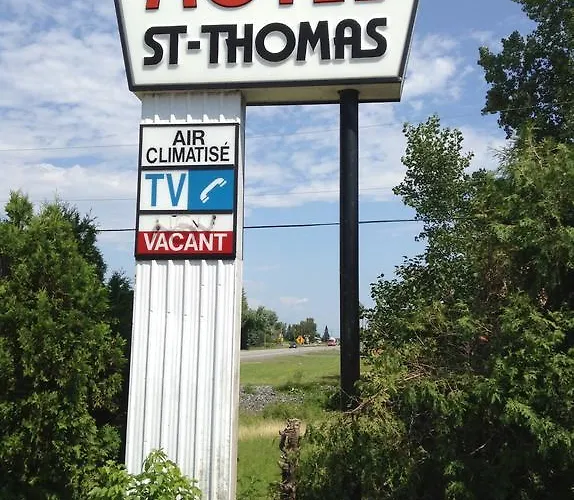 ST-THOMAS
AIR
CLIMATISÉ
TV
VACANT